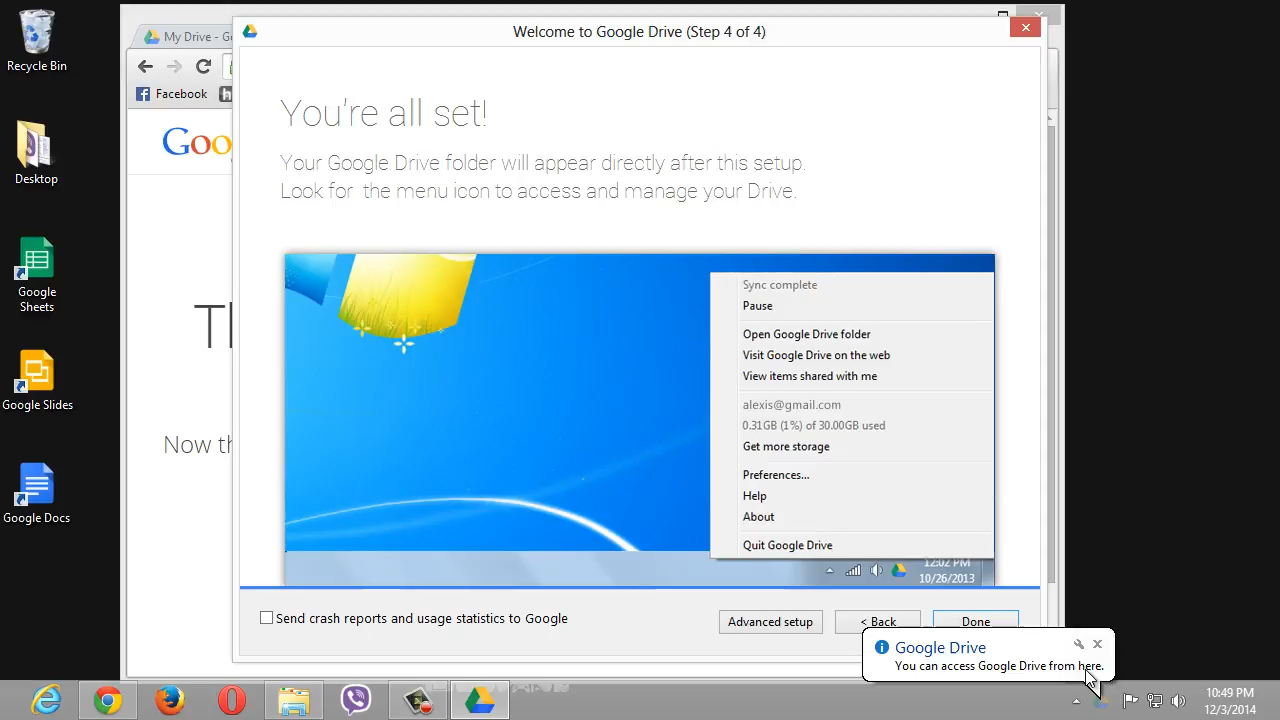 Recycle Bin
Desktop
Google
Sheets
Google Slides
Google Docs
My Drive - G
Facebook
Goo
Now th
Welcome to Google Drive (Step 4 of 4)
You're all set!
Your Google Drive folder will appear directly after this setup.
Look for the menu icon to access and manage your Drive.
Sync complete
Pause
Open Google Drive folder
Visit Google Drive on the web
View items shared with me
alexis@gmail.com
0.31GB (1%) of 30.00GB used
Get more storage
Preferences...
Help
About
Quit Google Drive
12:02 PM
10/26/2013
Send crash reports and usage statistics to Google
Advanced setup
< Back
Done
Google Drive
You can access Google Drive from here.
10:49 PM
12/3/2014